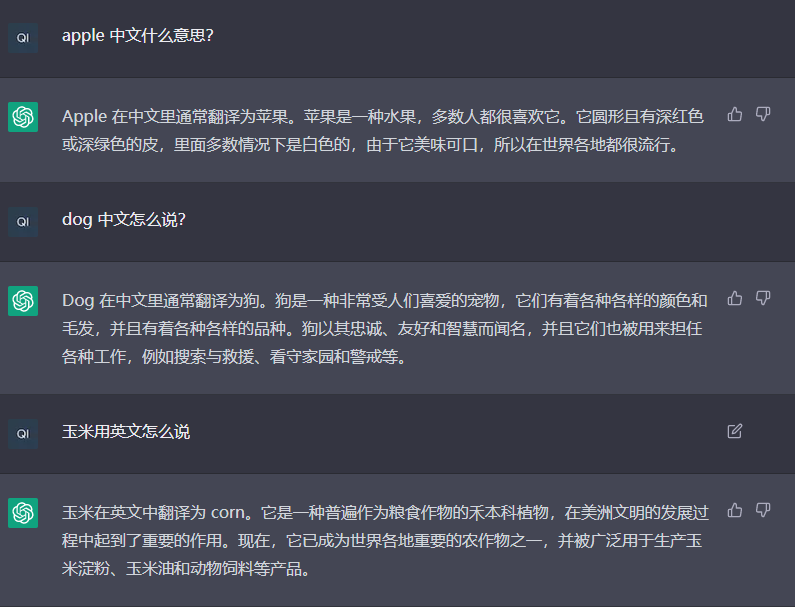 QI
apple 中文什么意思？
Apple 在中文里通常翻译为苹果。苹果是一种水果，多数人都很喜欢它。它圆形且有深红色
或深绿色的皮，里面多数情况下是白色的，由于它美味可口，所以在世界各地都很流行。
QI
dog 中文怎么说？
Dog 在中文里通常翻译为狗。狗是一种非常受人们喜爱的宠物，它们有着各种各样的颜色和
毛发，并且有着各种各样的品种。狗以其忠诚、友好和智慧而闻名，并且它们也被用来担任
各种工作，例如搜索与救援、看守家园和警戒等。
QI
玉米用英文怎么说
玉米在英文中翻译为 corn。它是一种普遍作为粮食作物的禾本科植物，在美洲文明的发展过
程中起到了重要的作用。现在，它已成为世界各地重要的农作物之一，并被广泛用于生产玉
米淀粉、玉米油和动物饲料等产品。